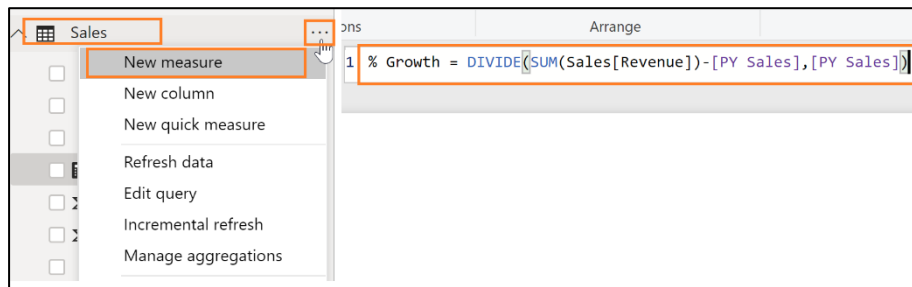 Sales
...
New measure
New column
New quick measure
Refresh data
Edit query
Incremental refresh
Manage aggregations
Arrange
1 % Growth = DIVIDE(SUM(Sales[Revenue])-[PY Sales],[PY Sales])